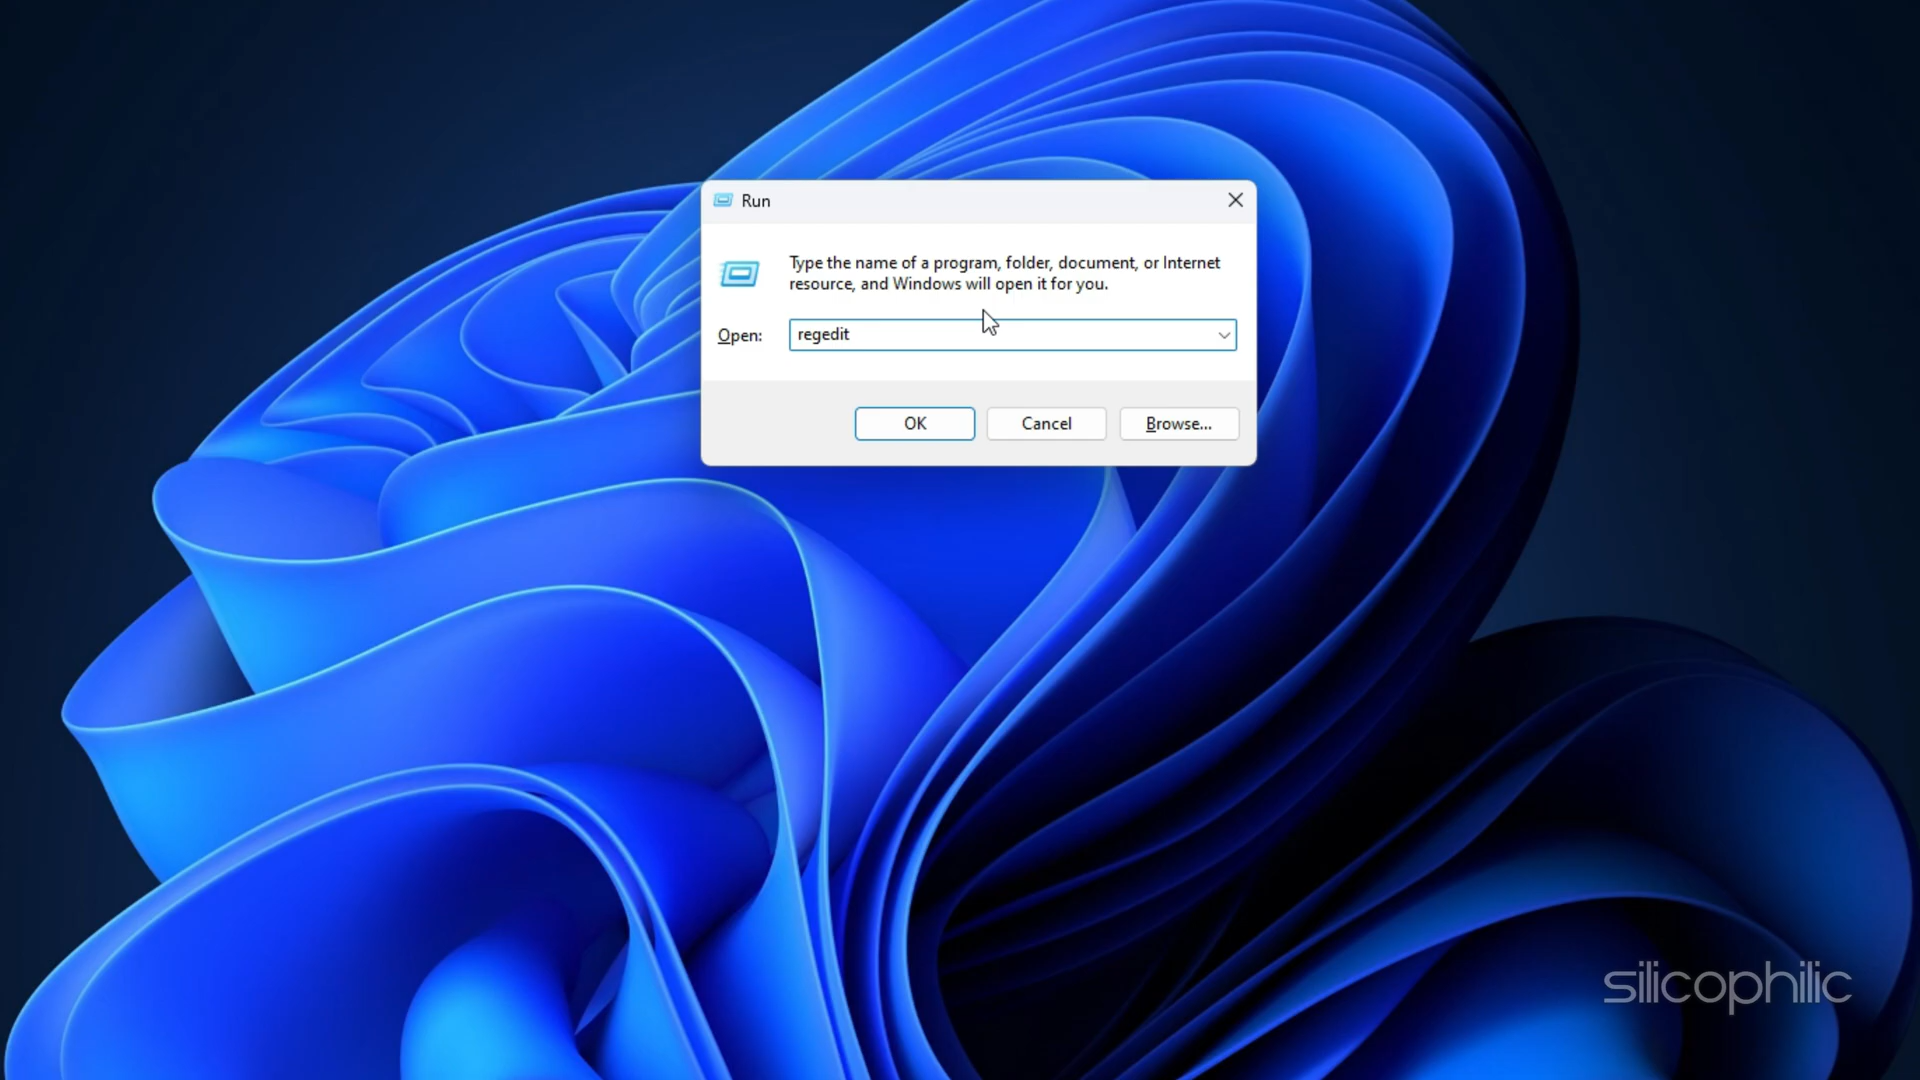 Run
Type the name of a program, folder, document, or Internet
resource, and Windows will open it for you.
Open: regedit
OK Cancel Browse...
silicophilic